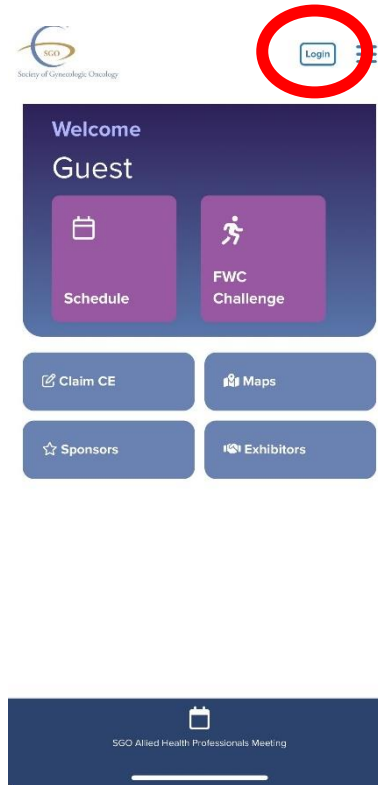 SGO
Society of Gynecologic Oncology
Login
Welcome
Guest
Schedule
FWC
Challenge
Claim CE
Maps
Sponsors
Exhibitors
SGO Allied Health Professionals Meeting